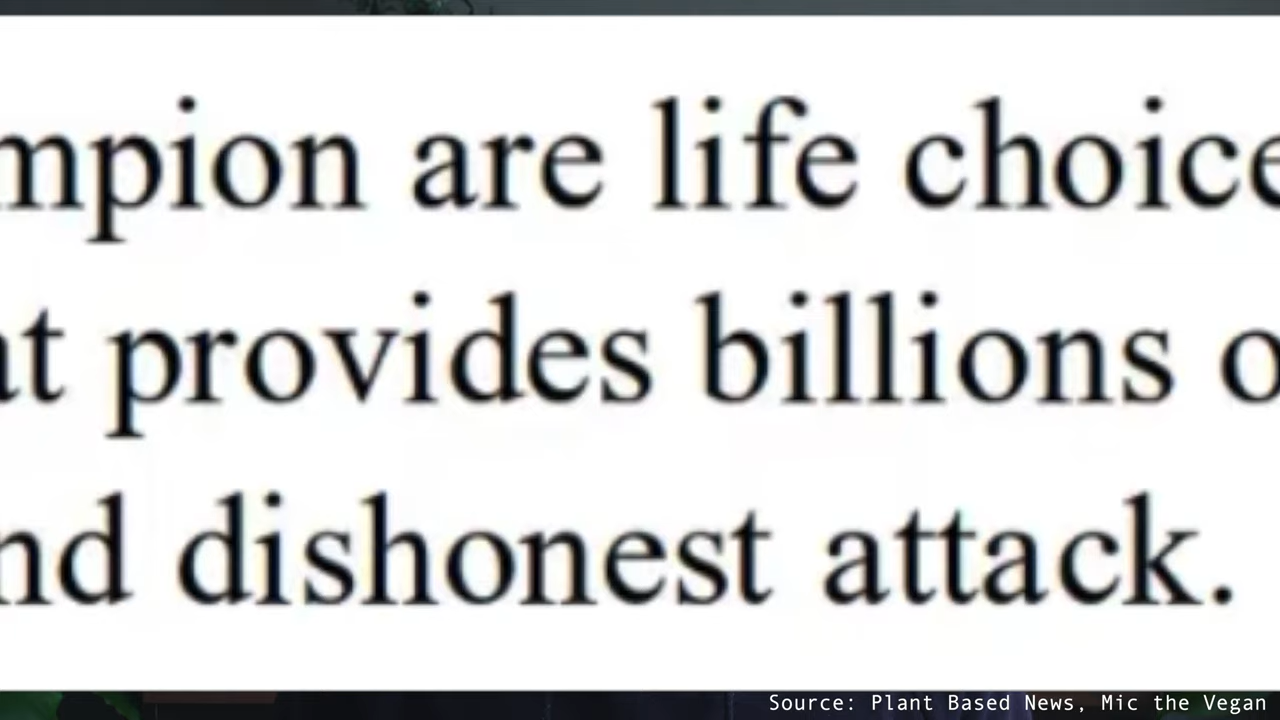 mpion are life choice
at provides billions o
nd dishonest attack.
Source: Plant Based News, Mic the Vegan